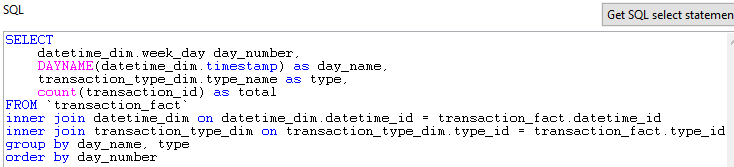 SQL
Get SQL select statemen
SELECT
datetime_dim.week_day day_number,
DAYNAME(datetime_dim.timestamp) as day_name,
transaction_type_dim.type_name as type,
count(transaction_id) as total
FROM `transaction_fact`
inner join datetime_dim on datetime_dim.datetime_id = transaction_fact.datetime_id
inner join transaction_type_dim on transaction_type_dim.type_id = transaction_fact.type_id
group by day_name, type
order by day_number